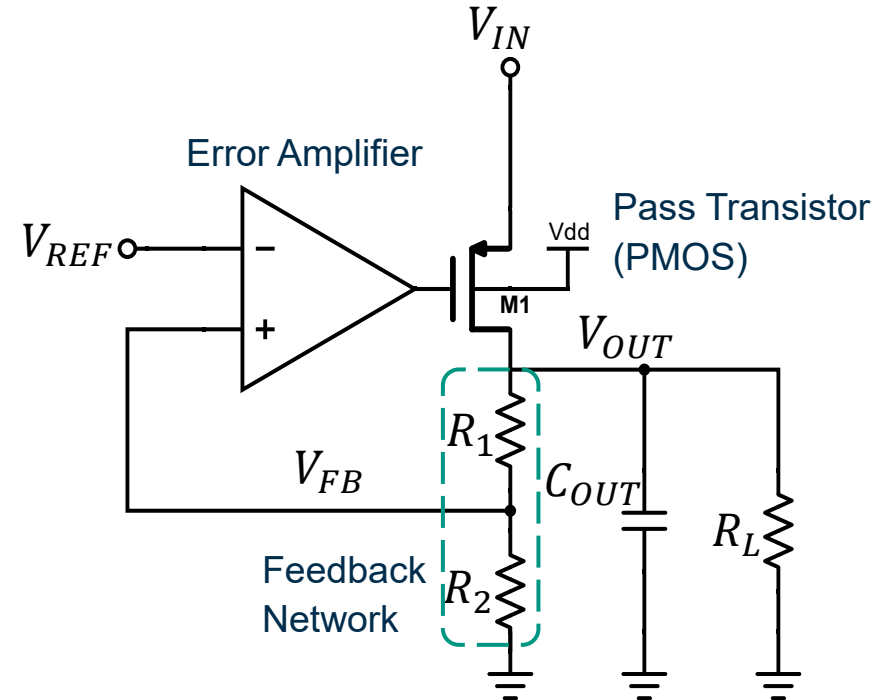 V_IN
Error Amplifier
Pass Transistor
(PMOS)
Vdd
V_REF
−
+
M1
V_OUT
R_1
V_FB
C_OUT
R_L
Feedback
Network
R_2